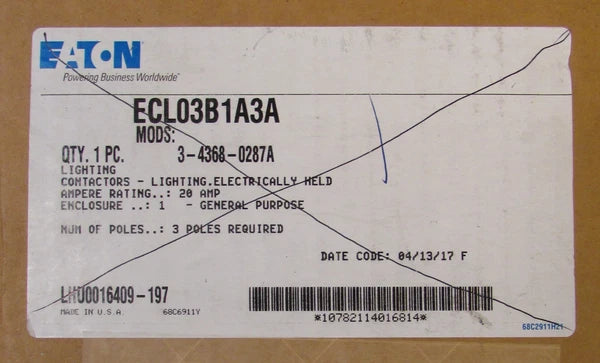 EATON
Powering Business Worldwide
ECL03B1A3A
MODS:
QTY. 1 PC. 3-4368-0287A
LIGHTING
CONTACTORS - LIGHTING.ELECTRICALLY HELD
AMPERE RATING..: 20 AMP
ENCLOSURE ..: 1 - GENERAL PURPOSE
NUM OF POLES..: 3 POLES REQUIRED
DATE CODE: 04/13/17 F
LHU0016409-197
MADE IN U.S.A. 68C6911V
*10782114016814*
68C2911H21